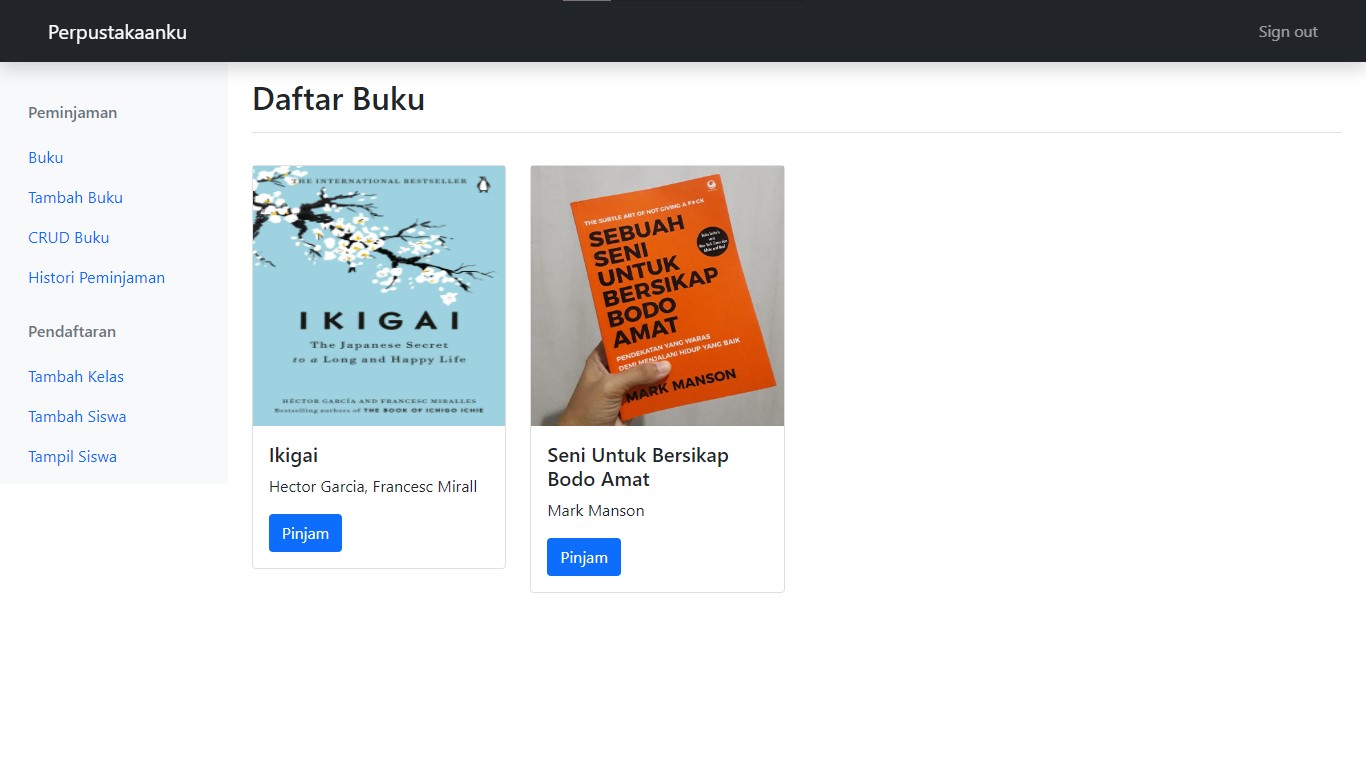 Perpustakaanku
Sign out
Peminjaman
Buku
Tambah Buku
CRUD Buku
Histori Peminjaman
Pendaftaran
Tambah Kelas
Tambah Siswa
Tampil Siswa
Daftar Buku
THE INTERNATIONAL BESTSELLER
IKIGAI
The Japanese Secret
to a Long and Happy Life
HÉCTOR GARCÍA AND FRANCESC MIRALLES
Bestselling authors of THE BOOK OF ICHIGO ICHIE
Ikigai
Hector Garcia, Francesc Mirall
Pinjam
THE SUBTLE ART OF NOT GIVING A F*CK
SEBUAH
SENI
UNTUK
BERSIKAP
BODO
AMAT
PENDEKATAN YANG WARAS
DEMI MENJALANI HIDUP YANG BAIK
MARK MANSON
Seni Untuk Bersikap
Bodo Amat
Mark Manson
Pinjam